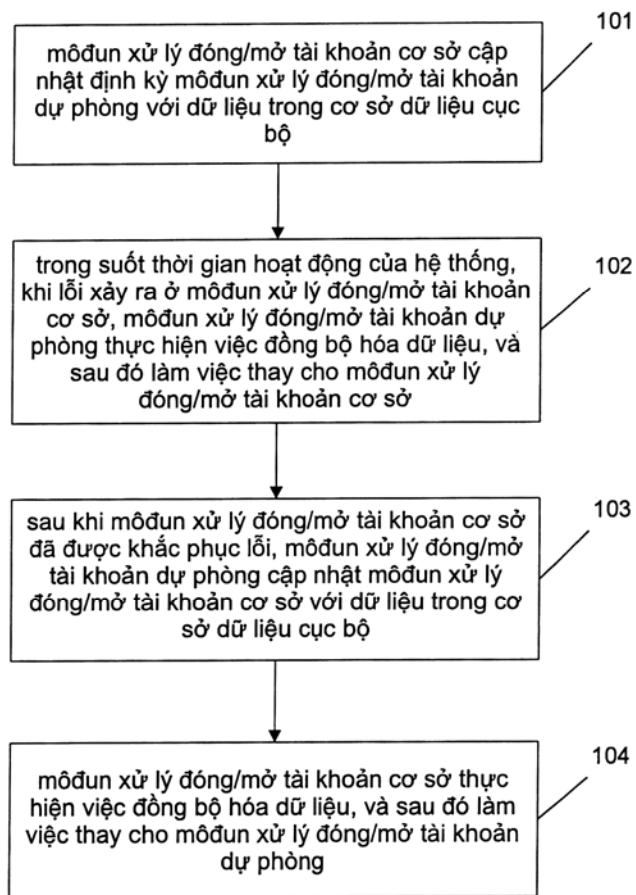 101
môđun xử lý đóng/mở tài khoản cơ sở cập
nhật định kỳ môđun xử lý đóng/mở tài khoản
dự phòng với dữ liệu trong cơ sở dữ liệu cục
bộ
102
trong suốt thời gian hoạt động của hệ thống,
khi lỗi xảy ra ở môđun xử lý đóng/mở tài khoản
cơ sở, môđun xử lý đóng/mở tài khoản dự
phòng thực hiện việc đồng bộ hóa dữ liệu, và
sau đó làm việc thay cho môđun xử lý
đóng/mở tài khoản cơ sở
103
sau khi môđun xử lý đóng/mở tài khoản cơ sở
đã được khắc phục lỗi, môđun xử lý đóng/mở
tài khoản dự phòng cập nhật môđun xử lý
đóng/mở tài khoản cơ sở với dữ liệu trong cơ
sở dữ liệu cục bộ
104
môđun xử lý đóng/mở tài khoản cơ sở thực
hiện việc đồng bộ hóa dữ liệu, và sau đó làm
việc thay cho môđun xử lý đóng/mở tài khoản
dự phòng